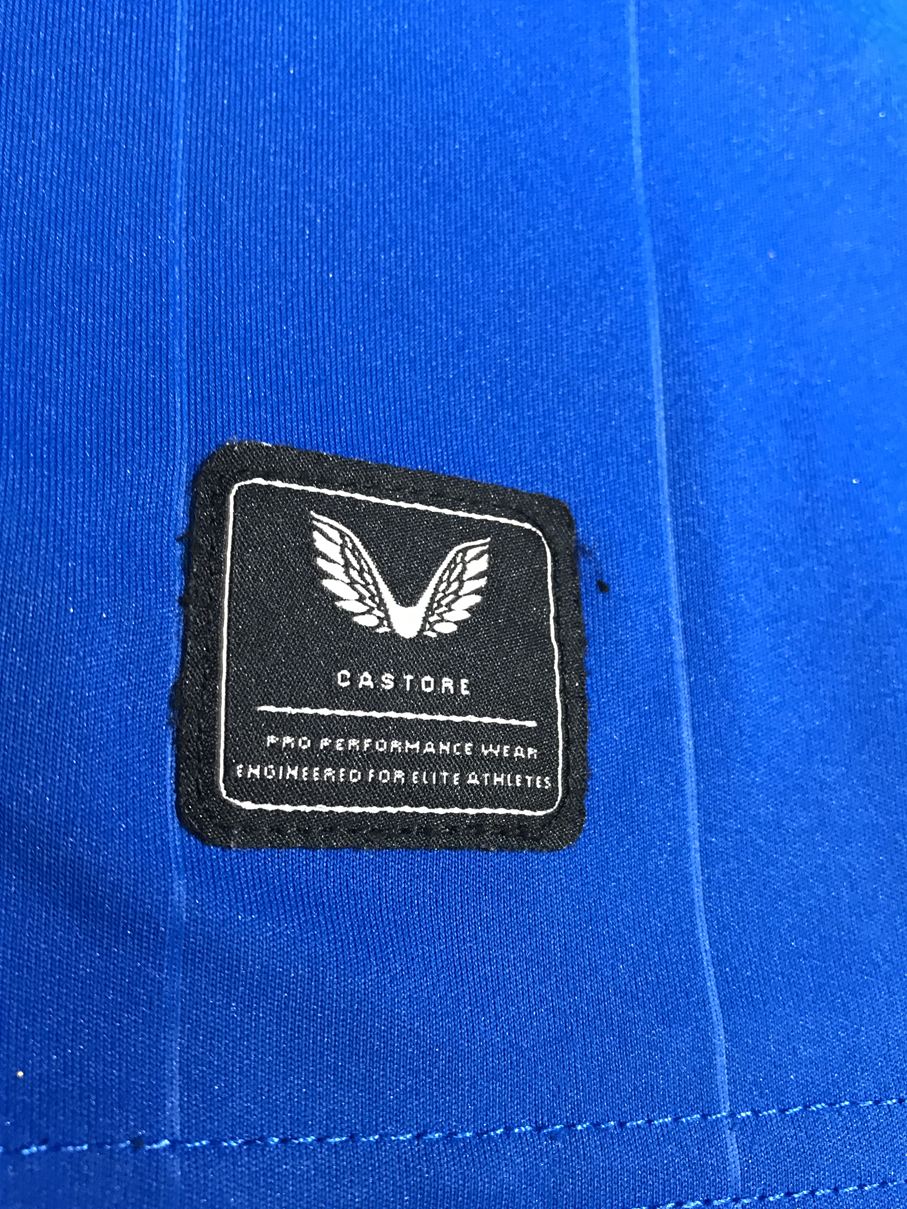 CASTORE
PRO PERFORMANCE WEAR
ENGINEERED FOR ELITE ATHLETES